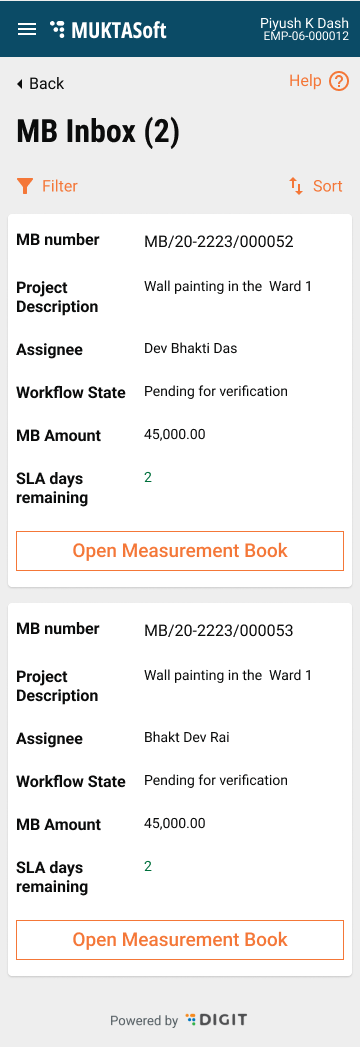 MUKTASoft
Piyush K Dash
EMP-06-000012
Back
Help
MB Inbox (2)
Filter
Sort
MB number
MB/20-2223/000052
Project
Description
Wall painting in the  Ward 1
Assignee
Dev Bhakti Das
Workflow State
Pending for verification
MB Amount
45,000.00
SLA days
remaining
2
Open Measurement Book
MB number
MB/20-2223/000053
Project
Description
Wall painting in the  Ward 1
Assignee
Bhakt Dev Rai
Workflow State
Pending for verification
MB Amount
45,000.00
SLA days
remaining
2
Open Measurement Book
Powered by DIGIT